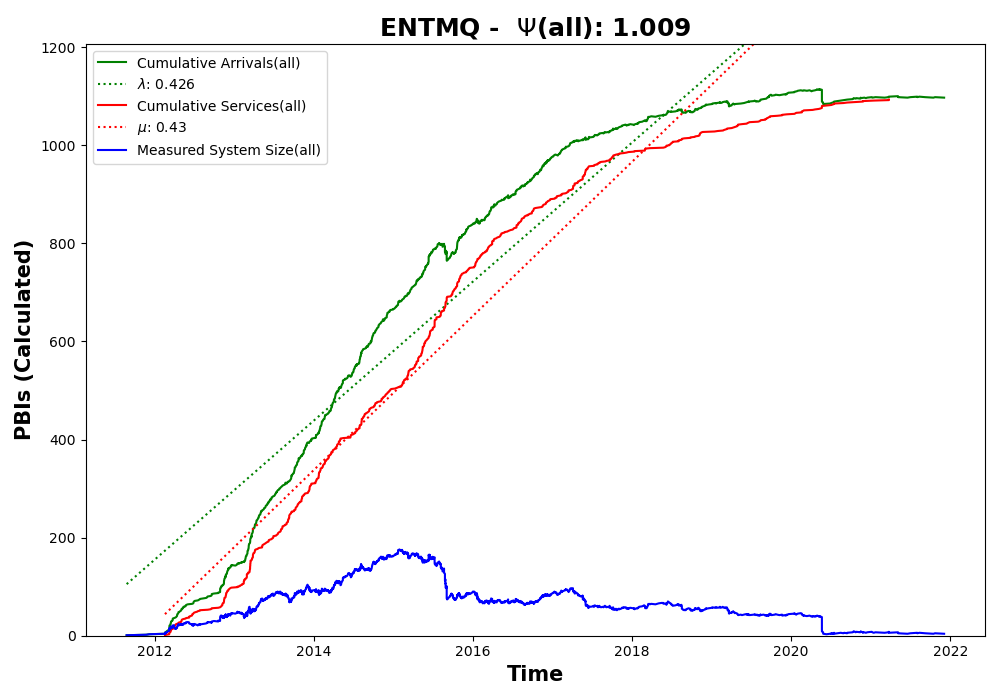 ENTMQ - Ψ(all): 1.009
Cumulative Arrivals(all)
λ: 0.426
Cumulative Services(all)
μ: 0.43
Measured System Size(all)
1200
1000
800
600
400
200
0
PBIs (Calculated)
2012 2014 2016 2018 2020 2022
Time